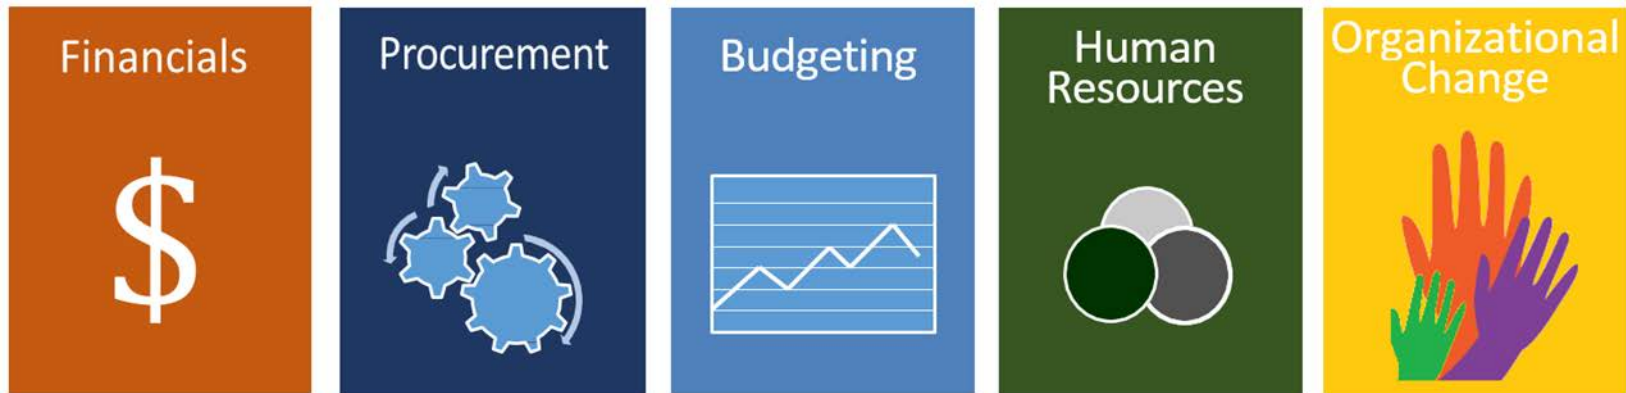 Financials
Procurement
Budgeting
Human
Resources
Organizational
Change
$